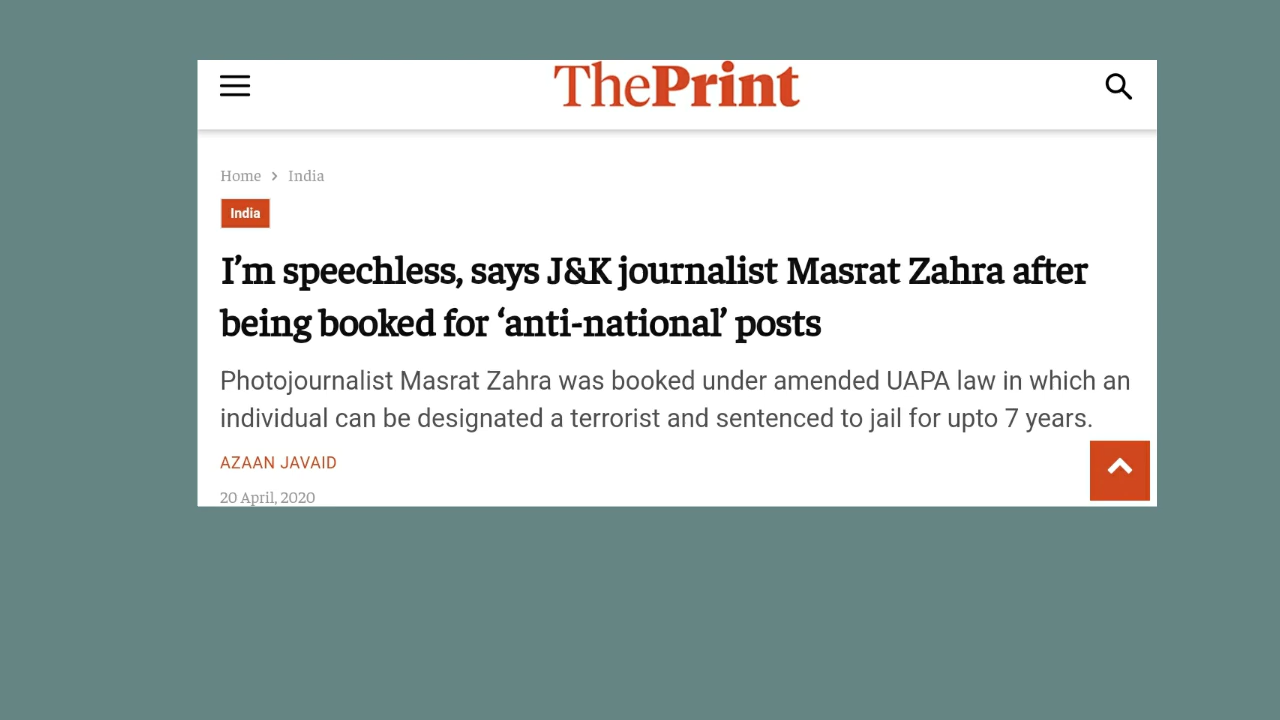 ThePrint
Home > India
India
I'm speechless, says J&K journalist Masrat Zahra after
being booked for ‘anti-national’ posts
Photojournalist Masrat Zahra was booked under amended UAPA law in which an
individual can be designated a terrorist and sentenced to jail for upto 7 years.
AZAAN JAVAID
20 April, 2020